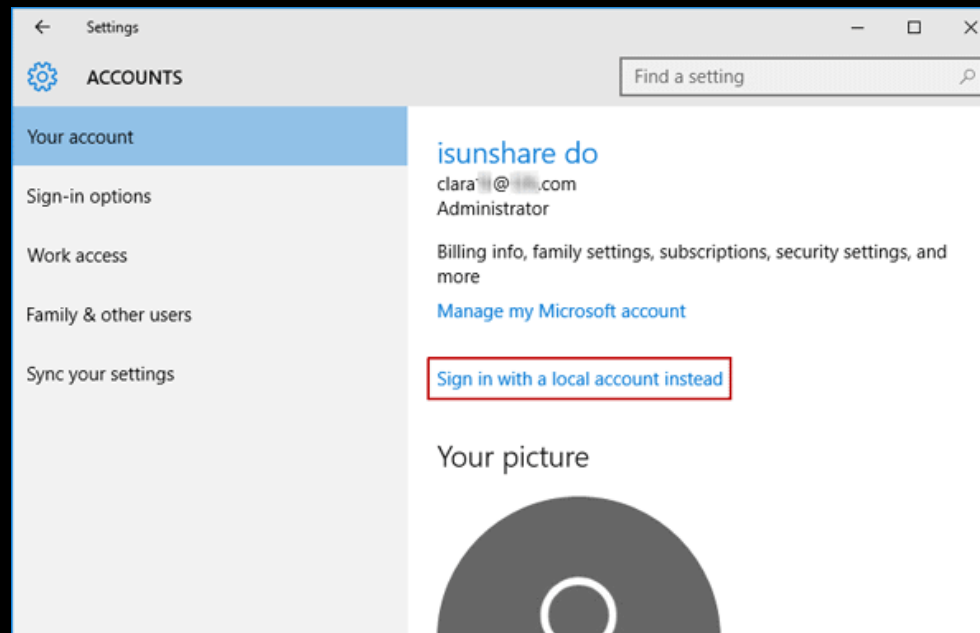 Settings
ACCOUNTS
Find a setting
Your account
Sign-in options
Work access
Family & other users
Sync your settings
isunshare do
clara @ .com
Administrator
Billing info, family settings, subscriptions, security settings, and
more
Manage my Microsoft account
Sign in with a local account instead
Your picture